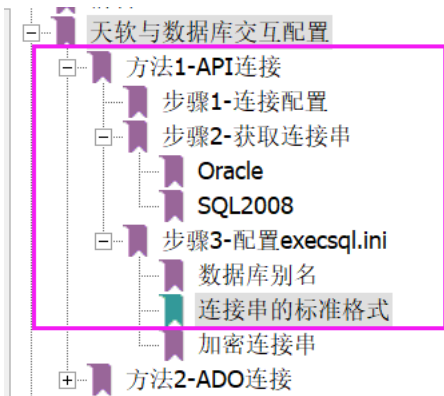 天软与数据库交互配置
方法1-API连接
步骤1-连接配置
步骤2-获取连接串
Oracle
SQL2008
步骤3-配置execsql.ini
数据库别名
连接串的标准格式
加密连接串
方法2-ADO连接